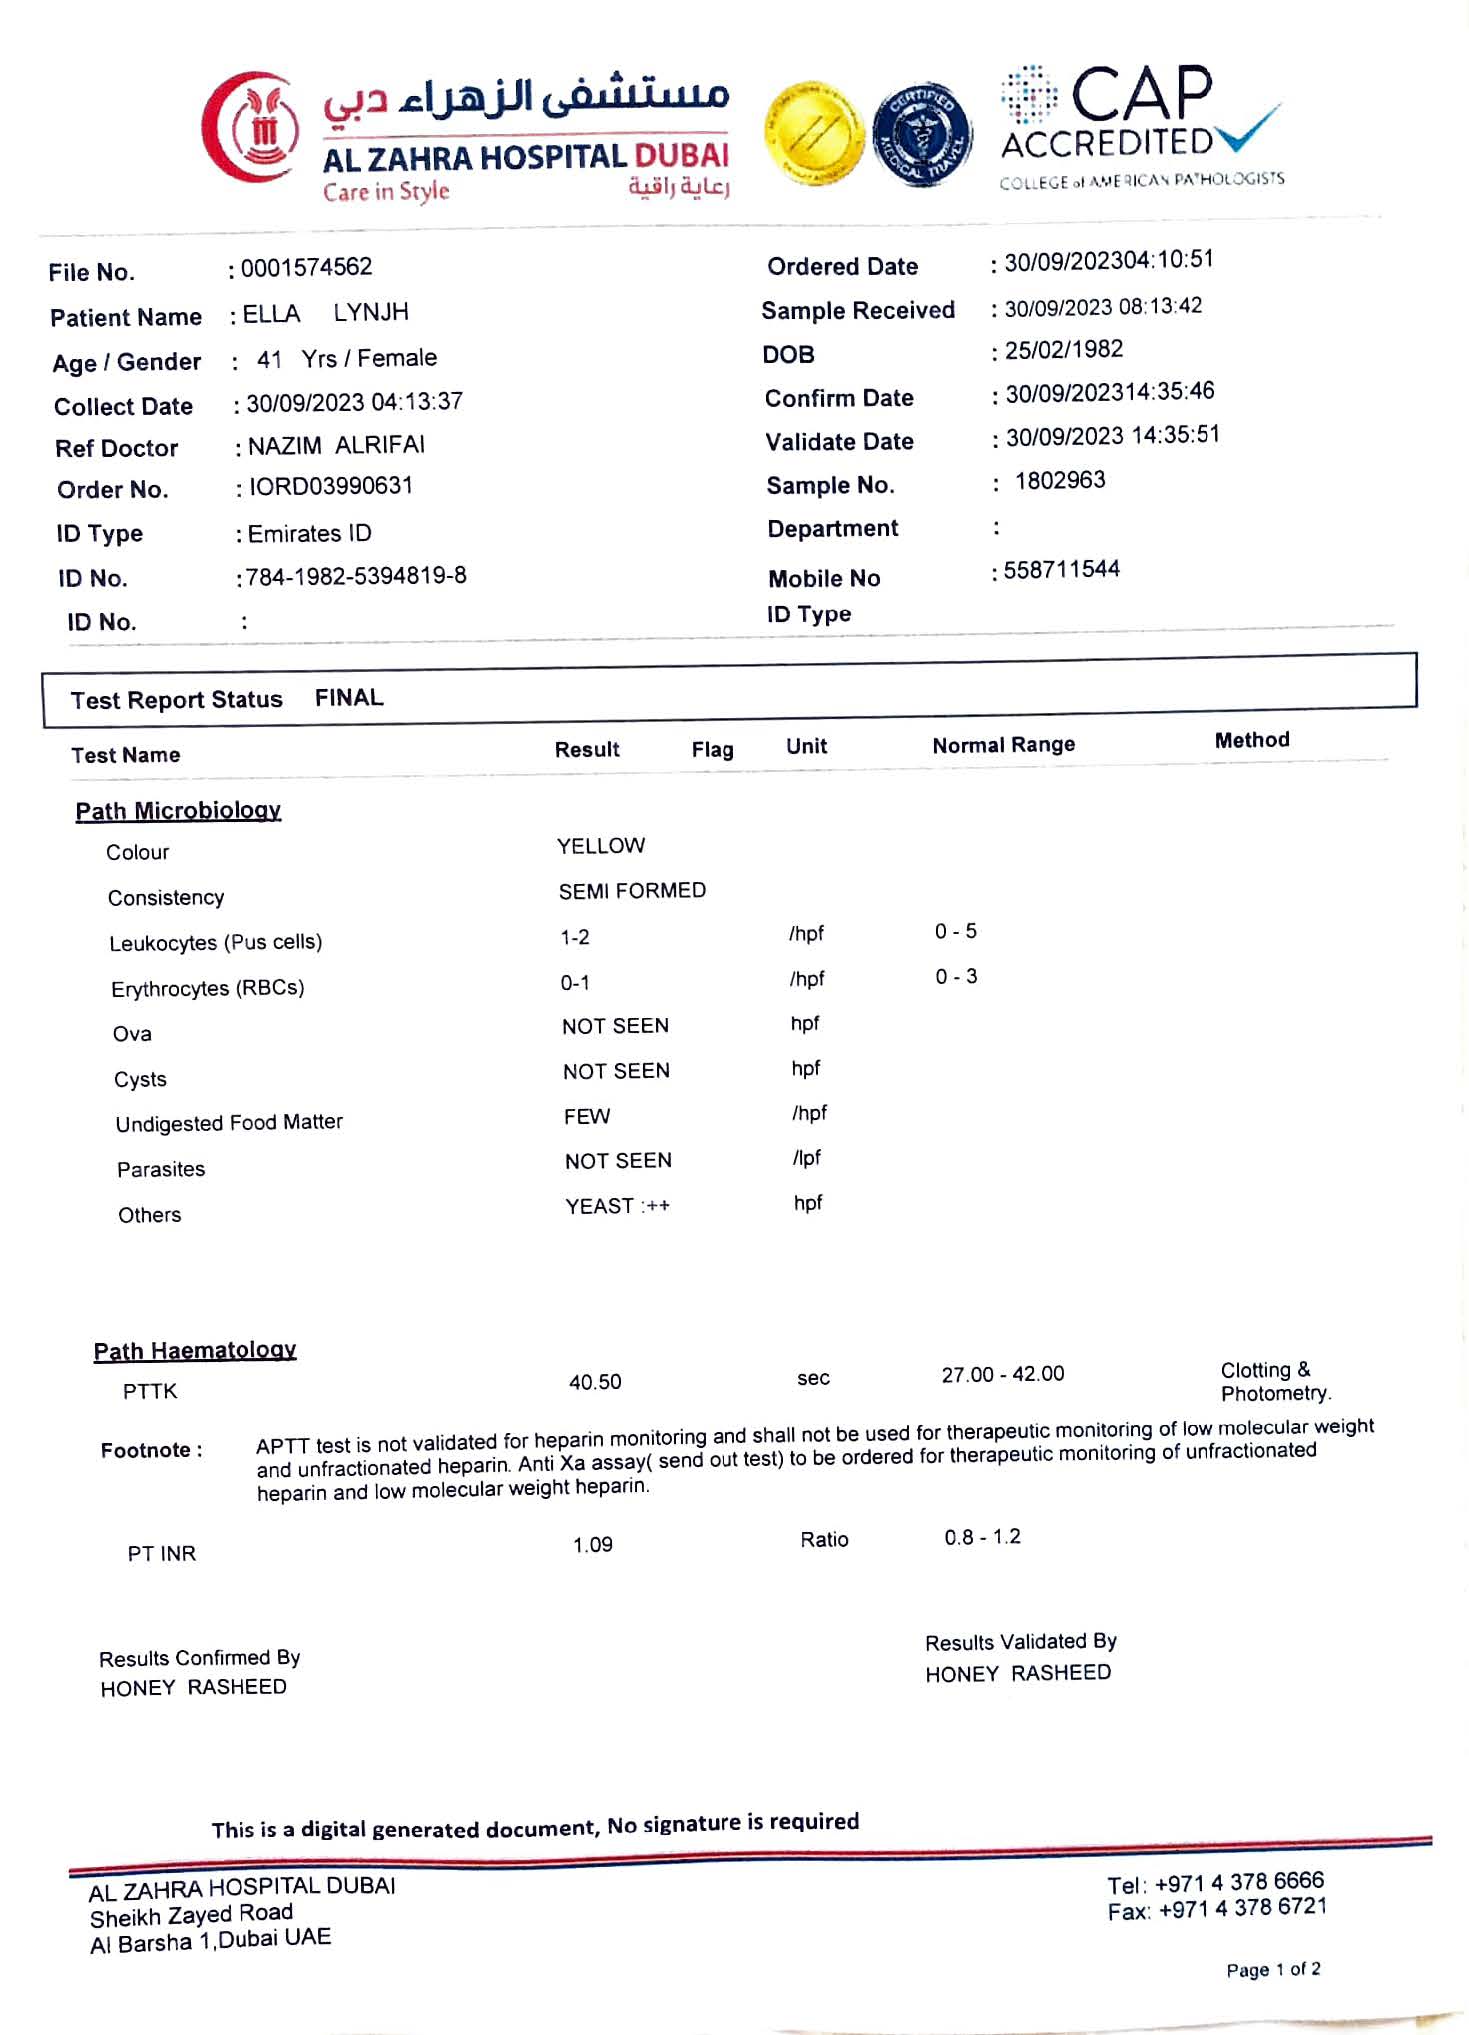 مستشفى الزهراء دبي
AL ZAHRA HOSPITAL DUBAI
Care in Style رعاية راقية
CERTIFIED MEDICAL TRAVEL
CAP
ACCREDITED
COLLEGE of AMERICAN PATHOLOGISTS
File No. : 0001574562 Ordered Date : 30/09/202304:10:51
Patient Name : ELLA LYNJH Sample Received : 30/09/2023 08:13:42
Age / Gender : 41 Yrs / Female DOB : 25/02/1982
Collect Date : 30/09/2023 04:13:37 Confirm Date : 30/09/202314:35:46
Ref Doctor : NAZIM ALRIFAI Validate Date : 30/09/2023 14:35:51
Order No. : IORD03990631 Sample No. : 1802963
ID Type : Emirates ID Department :
ID No. :784-1982-5394819-8 Mobile No : 558711544
ID No. : ID Type
Test Report Status FINAL
Test Name Result Flag Unit Normal Range Method
Path Microbiology
Colour YELLOW
Consistency SEMI FORMED
Leukocytes (Pus cells) 1-2 /hpf 0 - 5
Erythrocytes (RBCs) 0-1 /hpf 0 - 3
Ova NOT SEEN hpf
Cysts NOT SEEN hpf
Undigested Food Matter FEW /hpf
Parasites NOT SEEN /lpf
Others YEAST :++ hpf
Path Haematology
PTTK 40.50 sec 27.00 - 42.00 Clotting &
Photometry.
Footnote : APTT test is not validated for heparin monitoring and shall not be used for therapeutic monitoring of low molecular weight
and unfractionated heparin. Anti Xa assay( send out test) to be ordered for therapeutic monitoring of unfractionated
heparin and low molecular weight heparin.
PT INR 1.09 Ratio 0.8 - 1.2
Results Confirmed By Results Validated By
HONEY RASHEED HONEY RASHEED
This is a digital generated document, No signature is required
AL ZAHRA HOSPITAL DUBAI Tel: +971 4 378 6666
Sheikh Zayed Road Fax: +971 4 378 6721
Al Barsha 1,Dubai UAE
Page 1 of 2